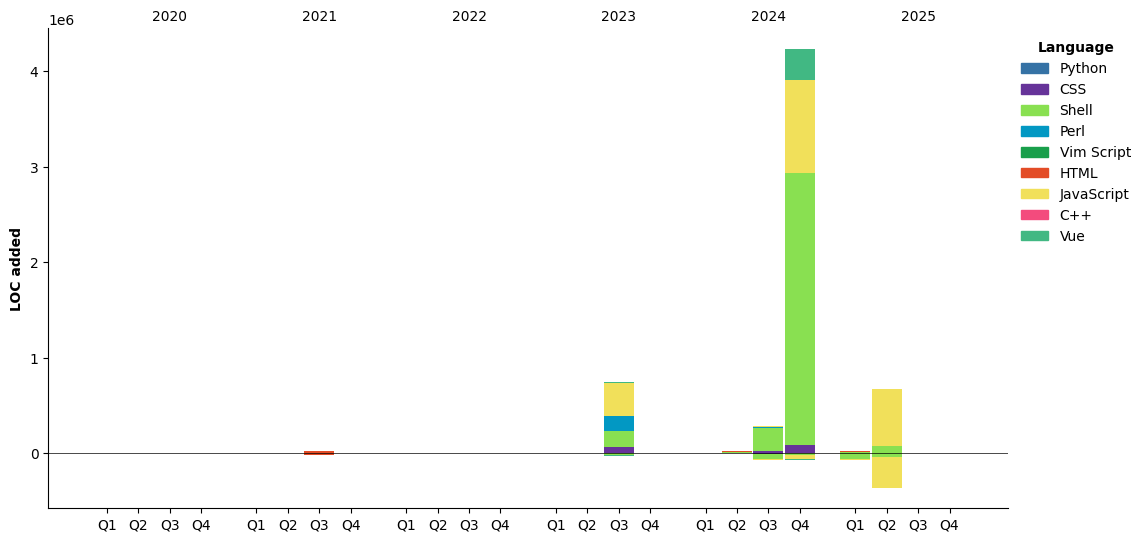 1e6
2020 2021 2022 2023 2024 2025
Language
Python
CSS
Shell
Perl
Vim Script
HTML
JavaScript
C++
Vue
LOC added
4
3
2
1
0
Q1 Q2 Q3 Q4 Q1 Q2 Q3 Q4 Q1 Q2 Q3 Q4 Q1 Q2 Q3 Q4 Q1 Q2 Q3 Q4 Q1 Q2 Q3 Q4